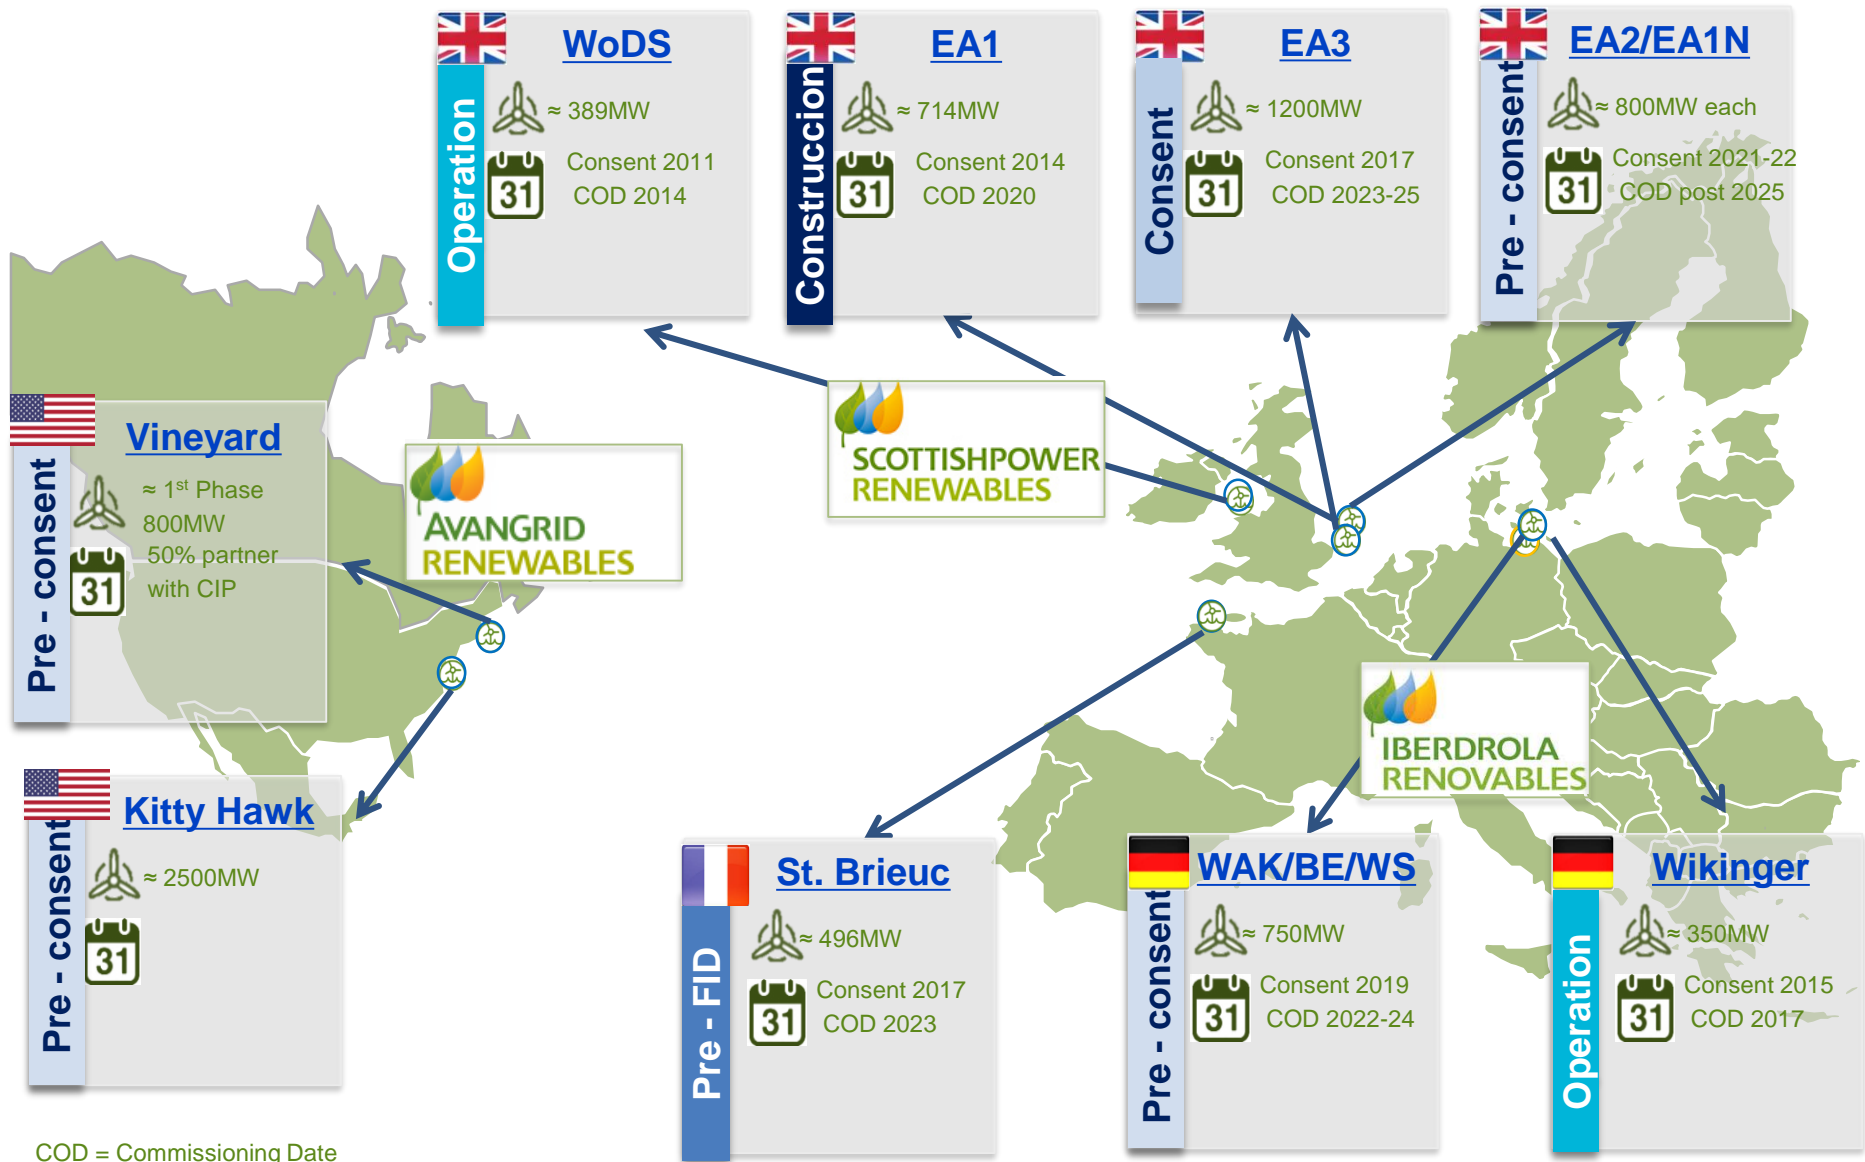 WoDS
Operation
≈ 389MW
31
Consent 2011
COD 2014
EA1
Construccion
≈ 714MW
31
Consent 2014
COD 2020
EA3
Consent
≈ 1200MW
31
Consent 2017
COD 2023-25
EA2/EA1N
Pre - consent
≈ 800MW each
31
Consent 2021-22
COD post 2025
Vineyard
Pre - consent
≈ 1st Phase
800MW
31
50% partner
with CIP
AVANGRID
RENEWABLES
SCOTTISHPOWER
RENEWABLES
IBERDROLA
RENOVABLES
Kitty Hawk
Pre - consent
≈ 2500MW
31
St. Brieuc
Pre - FID
≈ 496MW
31
Consent 2017
COD 2023
WAK/BE/WS
Pre - consent
≈ 750MW
31
Consent 2019
COD 2022-24
Wikinger
Operation
≈ 350MW
31
Consent 2015
COD 2017
COD = Commissioning Date